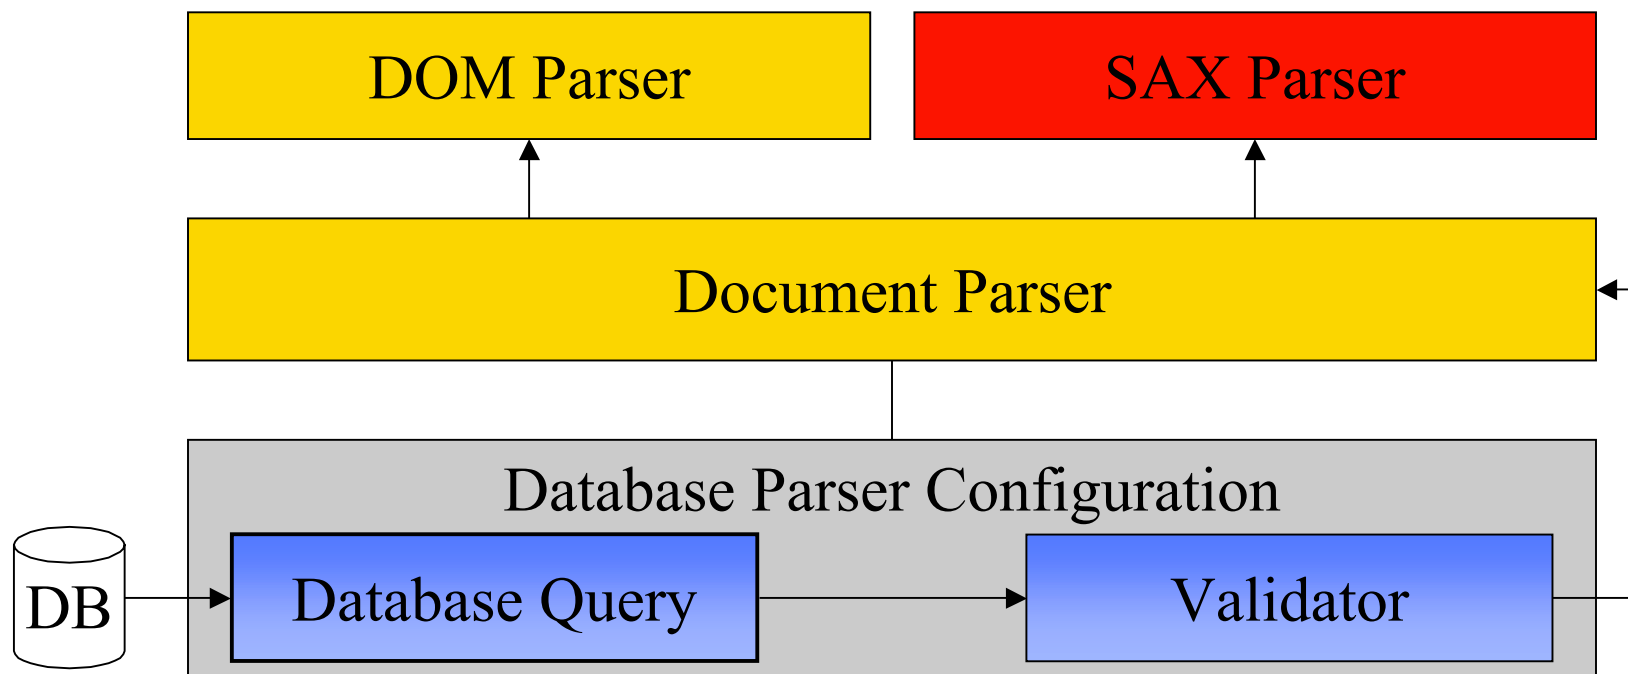 DOM Parser
SAX Parser
Document Parser
Database Parser Configuration
DB
Database Query
Validator